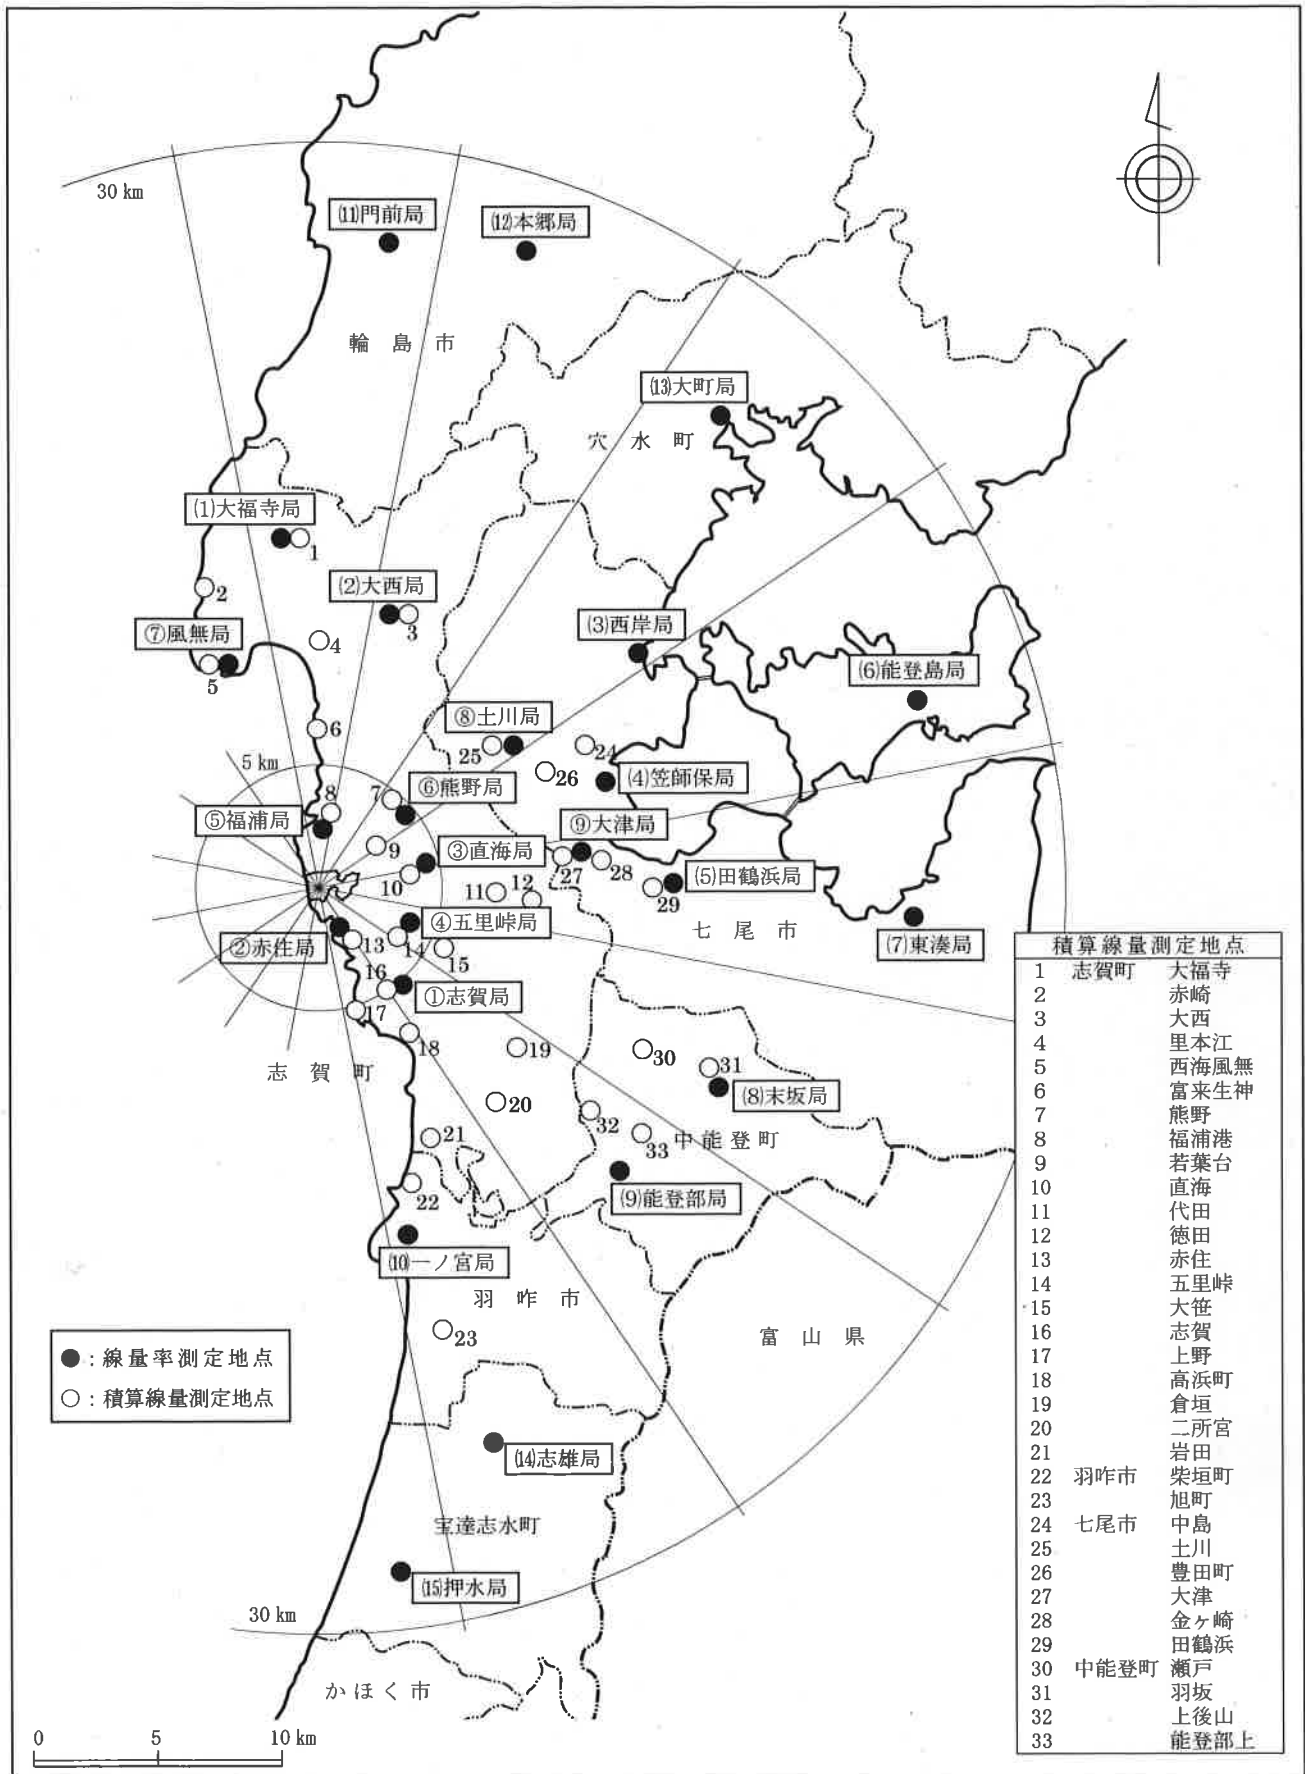 30 km
⑾門前局
⑿本郷局
輪島市
⒀大町局
穴水町
⑴大福寺局
1
2
⑵大西局
3
⑦風無局
4
⑶西岸局
5
⑹能登島局
⑧土川局
6
25
24
5 km
26
⑷笠師保局
7
⑥熊野局
8
⑤福浦局
⑨大津局
9
③直海局
10
27
28
⑸田鶴浜局
11
12
29
④五里峠局
七尾市
⑺東湊局
②赤住局
13
14
15
16
①志賀局
17
18
19
30
31
志賀町
⑻末坂局
20
32
21
33
中能登町
22
⑼能登部局
⑽一ノ宮局
羽咋市
23
富山県
●：線量率測定地点
○：積算線量測定地点
⒁志雄局
宝達志水町
⒂押水局
30 km
かほく市
0 5 10 km
積算線量測定地点
1 志賀町 大福寺
2 赤崎
3 大西
4 里本江
5 西海風無
6 富来生神
7 熊野
8 福浦港
9 若葉台
10 直海
11 代田
12 徳田
13 赤住
14 五里峠
15 大笹
16 志賀
17 上野
18 高浜町
19 倉垣
20 二所宮
21 岩田
22 羽咋市 柴垣町
23 旭町
24 七尾市 中島
25 土川
26 豊田町
27 大津
28 金ヶ崎
29 田鶴浜
30 中能登町 瀬戸
31 羽坂
32 上後山
33 能登部上